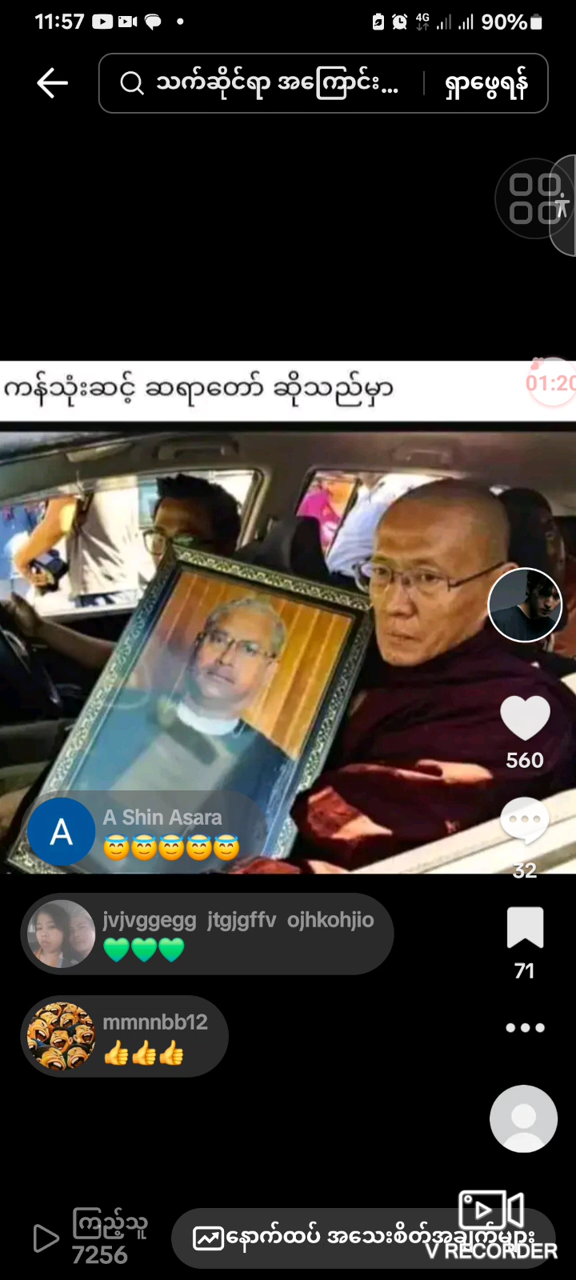 11:57
4G
90%
သက်ဆိုင်ရာ အကြောင်း... ရှာဖွေရန်
ကန်သုံးဆင့် ဆရာတော် ဆိုသည်မှာ
01:20
560
A
A Shin Asara
😇😇😇😇😇
32
jvjvggegg jtgjgffv ojhkohjio
💚💚💚
71
mmnnbb12
👍👍👍
ကြည့်သူ
7256
နောက်ထပ် အသေးစိတ်အချက်များ
V RECORDER